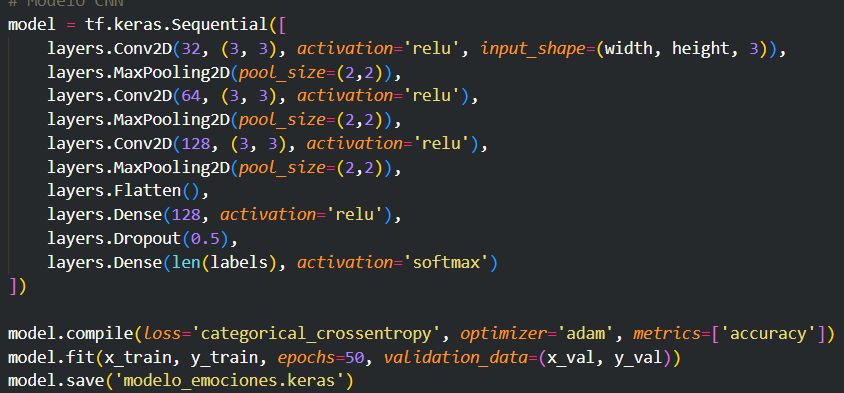 # Modelo CNN
model = tf.keras.Sequential([
    layers.Conv2D(32, (3, 3), activation='relu', input_shape=(width, height, 3)),
    layers.MaxPooling2D(pool_size=(2,2)),
    layers.Conv2D(64, (3, 3), activation='relu'),
    layers.MaxPooling2D(pool_size=(2,2)),
    layers.Conv2D(128, (3, 3), activation='relu'),
    layers.MaxPooling2D(pool_size=(2,2)),
    layers.Flatten(),
    layers.Dense(128, activation='relu'),
    layers.Dropout(0.5),
    layers.Dense(len(labels), activation='softmax')
])
model.compile(loss='categorical_crossentropy', optimizer='adam', metrics=['accuracy'])
model.fit(x_train, y_train, epochs=50, validation_data=(x_val, y_val))
model.save('modelo_emociones.keras')